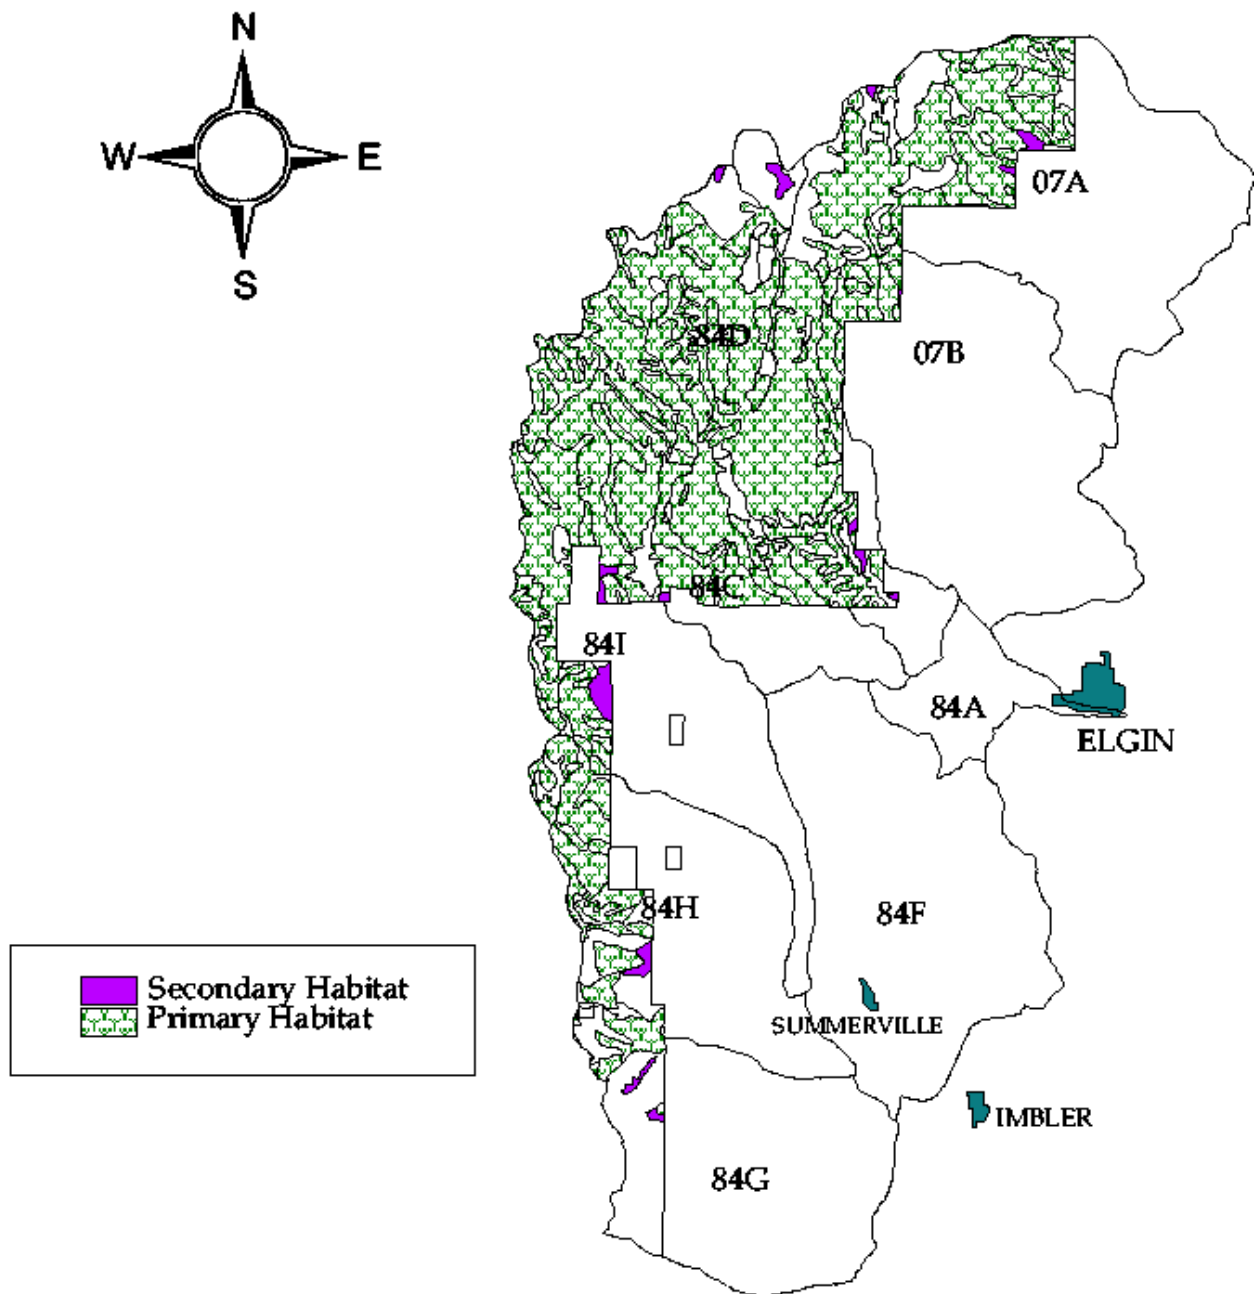 N
W E
S
07A
84D
07B
84C
84I
84A
ELGIN
84H
84F
Secondary Habitat
Primary Habitat
SUMMERVILLE
IMBLER
84G